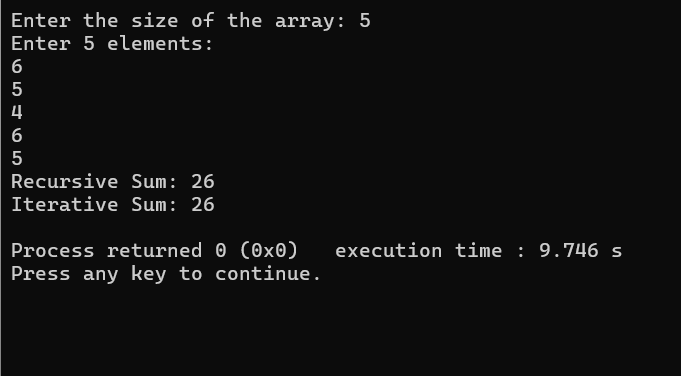 Enter the size of the array: 5
Enter 5 elements:
6
5
4
6
5
Recursive Sum: 26
Iterative Sum: 26
Process returned 0 (0x0)   execution time : 9.746 s
Press any key to continue.